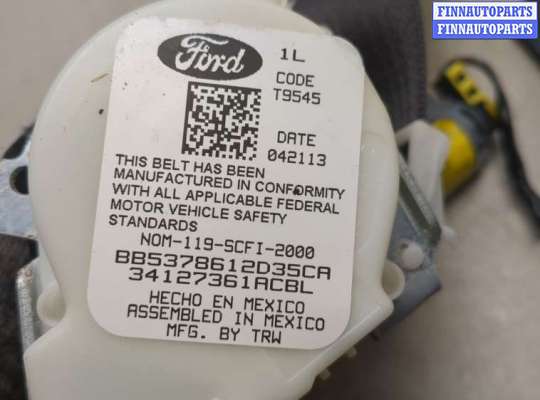 FINNAUTOPARTS
FINNAUTOPARTS
Ford
1L
CODE
T9545
DATE
042113
THIS BELT HAS BEEN
MANUFACTURED IN CONFORMITY
WITH ALL APPLICABLE FEDERAL
MOTOR VEHICLE SAFETY
STANDARDS
NOM-119-SCFI-2000
BB5378612D35CA
34127361ACBL
HECHO EN MEXICO
ASSEMBLED IN MEXICO
MFG. BY TRW